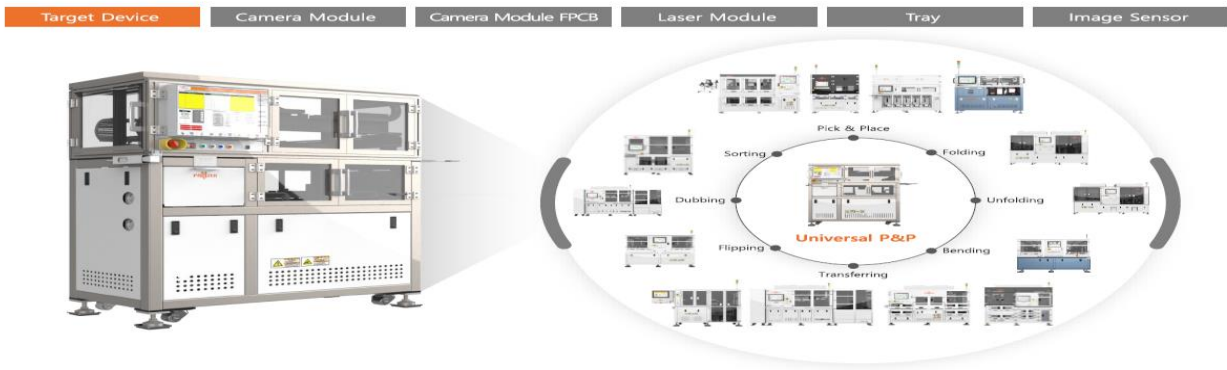 Target Device
Camera Module
Camera Module FPCB
Laser Module
Tray
Image Sensor
Pick & Place
Sorting
Folding
Dubbing
Unfolding
Universal P&P
Flipping
Bending
Transferring